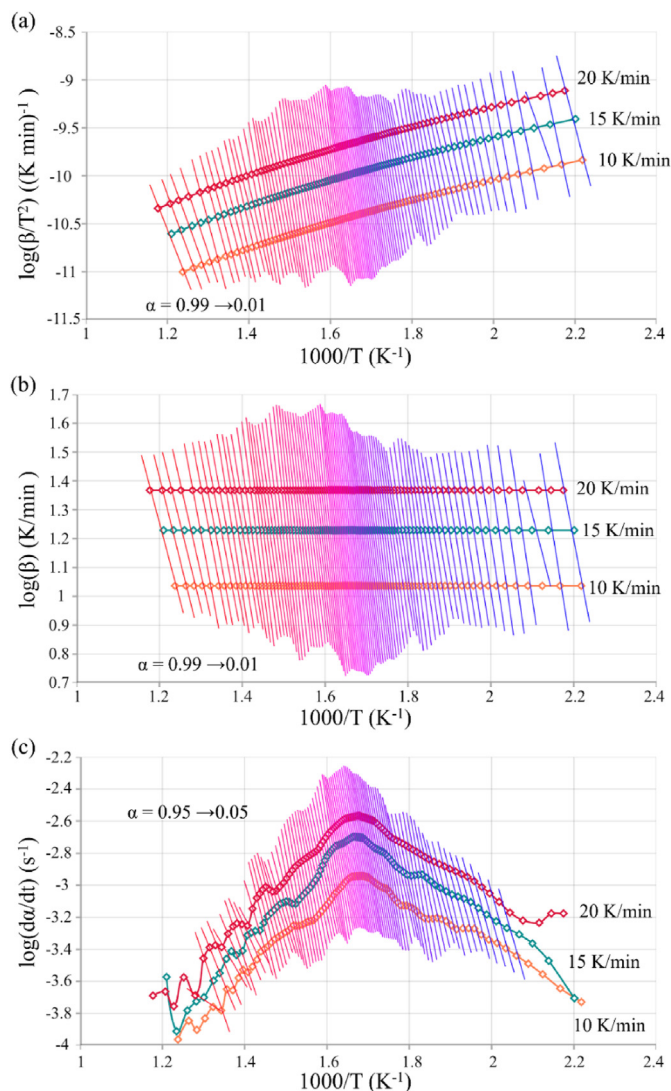 (a)
-8.5
-9
-9.5
-10
-10.5
-11
-11.5
log(β/T²) ((K min)⁻¹)
20 K/min
15 K/min
10 K/min
α = 0.99 →0.01
1 1.2 1.4 1.6 1.8 2 2.2 2.4
1000/T (K⁻¹)
(b)
1.7
1.6
1.5
1.4
1.3
1.2
1.1
1
0.9
0.8
0.7
log(β) (K/min )
20 K/min
15 K/min
10 K/min
α = 0.99 →0.01
1 1.2 1.4 1.6 1.8 2 2.2 2.4
1000/T (K⁻¹)
(c)
-2.2
-2.4
-2.6
-2.8
-3
-3.2
-3.4
-3.6
-3.8
-4
log(dα/dt) (s⁻¹)
α = 0.95 →0.05
20 K/min
15 K/min
10 K/min
1 1.2 1.4 1.6 1.8 2 2.2 2.4
1000/T (K⁻¹)